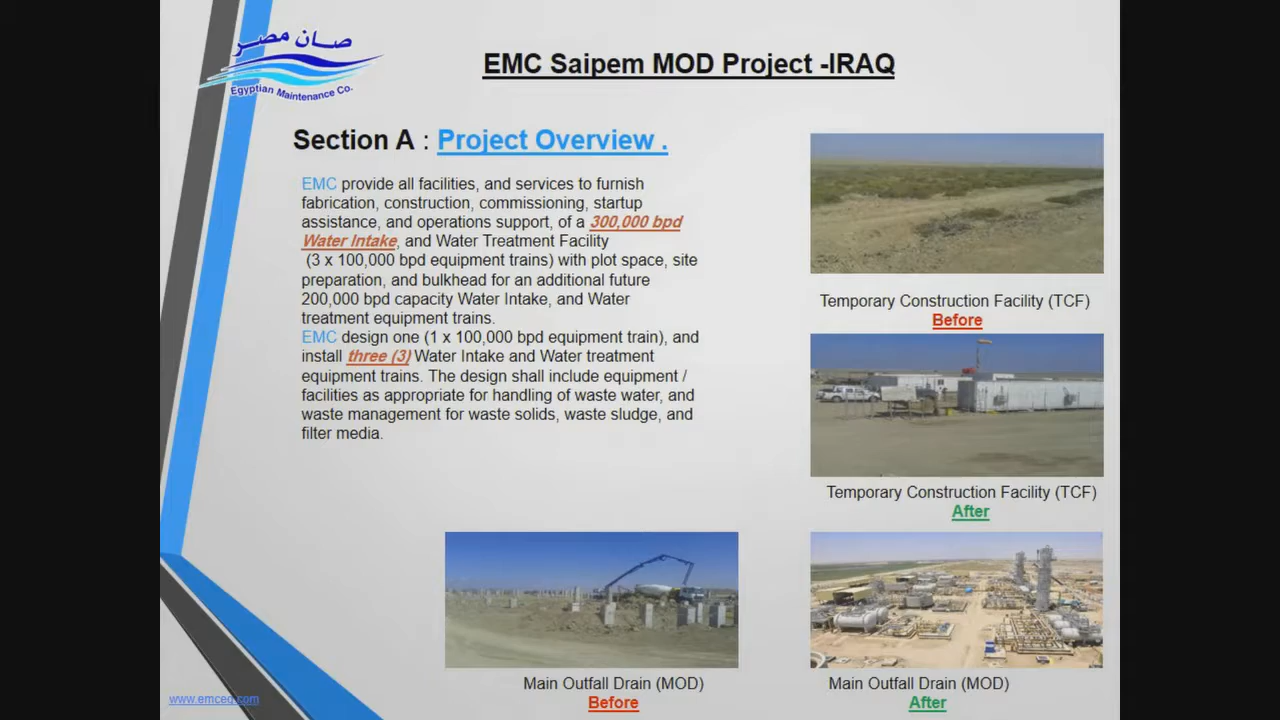 صان مصر
Egyptian Maintenance Co.
EMC Saipem MOD Project -IRAQ
Section A : Project Overview .
EMC provide all facilities, and services to furnish
fabrication, construction, commissioning, startup
assistance, and operations support, of a 300,000 bpd
Water Intake, and Water Treatment Facility
(3 x 100,000 bpd equipment trains) with plot space, site
preparation, and bulkhead for an additional future
200,000 bpd capacity Water Intake, and Water
treatment equipment trains.
EMC design one (1 x 100,000 bpd equipment train), and
install three (3) Water Intake and Water treatment
equipment trains. The design shall include equipment /
facilities as appropriate for handling of waste water, and
waste management for waste solids, waste sludge, and
filter media.
Temporary Construction Facility (TCF)
Before
Temporary Construction Facility (TCF)
After
Main Outfall Drain (MOD)
Before
Main Outfall Drain (MOD)
After
www.emceg.com